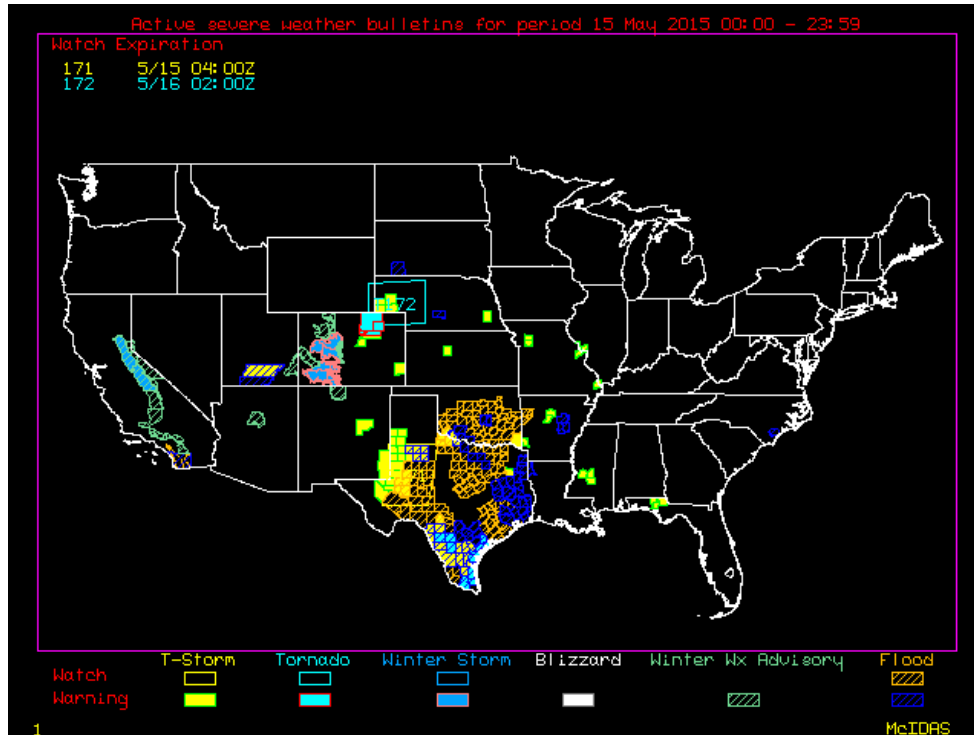 Active severe weather bulletins for period 15 May 2015 00:00 - 23:59
Watch Expiration
171 5/15 04:00Z
172 5/16 02:00Z
172
T-Storm Tornado Winter Storm Blizzard Winter Wx Advisory Flood
Watch
Warning
1 McIDAS